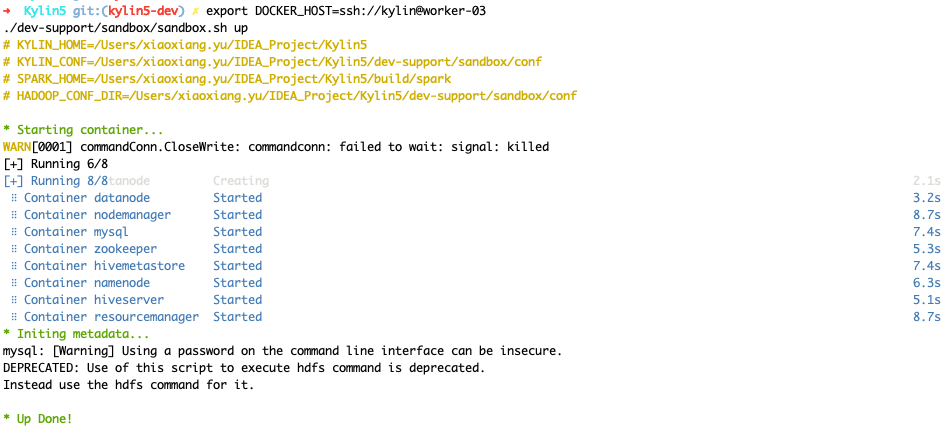 ➜ Kylin5 git:(kylin5-dev) ✗ export DOCKER_HOST=ssh://kylin@worker-03
./dev-support/sandbox/sandbox.sh up
# KYLIN_HOME=/Users/xiaoxiang.yu/IDEA_Project/Kylin5
# KYLIN_CONF=/Users/xiaoxiang.yu/IDEA_Project/Kylin5/dev-support/sandbox/conf
# SPARK_HOME=/Users/xiaoxiang.yu/IDEA_Project/Kylin5/build/spark
# HADOOP_CONF_DIR=/Users/xiaoxiang.yu/IDEA_Project/Kylin5/dev-support/sandbox/conf
* Starting container...
WARN[0001] commandConn.CloseWrite: commandconn: failed to wait: signal: killed
[+] Running 6/8
[+] Running 8/8tanode Creating 2.1s
⠿ Container datanode Started 3.2s
⠿ Container nodemanager Started 8.7s
⠿ Container mysql Started 7.4s
⠿ Container zookeeper Started 5.3s
⠿ Container hivemetastore Started 7.4s
⠿ Container namenode Started 6.3s
⠿ Container hiveserver Started 5.1s
⠿ Container resourcemanager Started 8.7s
* Initing metadata...
mysql: [Warning] Using a password on the command line interface can be insecure.
DEPRECATED: Use of this script to execute hdfs command is deprecated.
Instead use the hdfs command for it.
* Up Done!